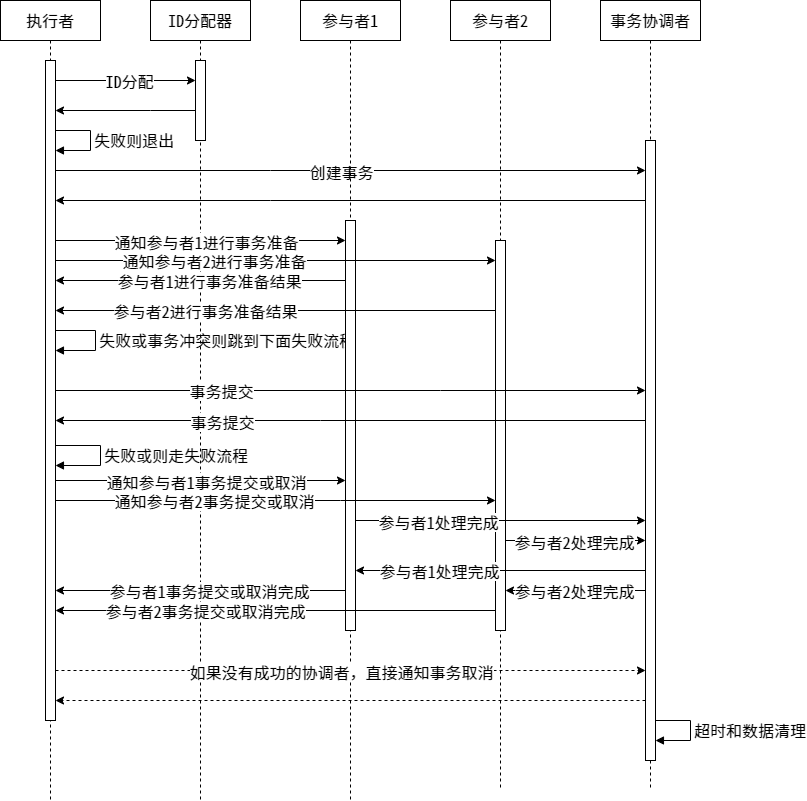 执行者
ID分配器
参与者1
参与者2
事务协调者
ID分配
失败则退出
创建事务
通知参与者1进行事务准备
通知参与者2进行事务准备
参与者1进行事务准备结果
参与者2进行事务准备结果
失败或事务冲突则跳到下面失败流程
事务提交
事务提交
失败或则走失败流程
通知参与者1事务提交或取消
通知参与者2事务提交或取消
参与者1处理完成
参与者2处理完成
参与者1处理完成
参与者1事务提交或取消完成
参与者2处理完成
参与者2事务提交或取消完成
如果没有成功的协调者，直接通知事务取消
超时和数据清理